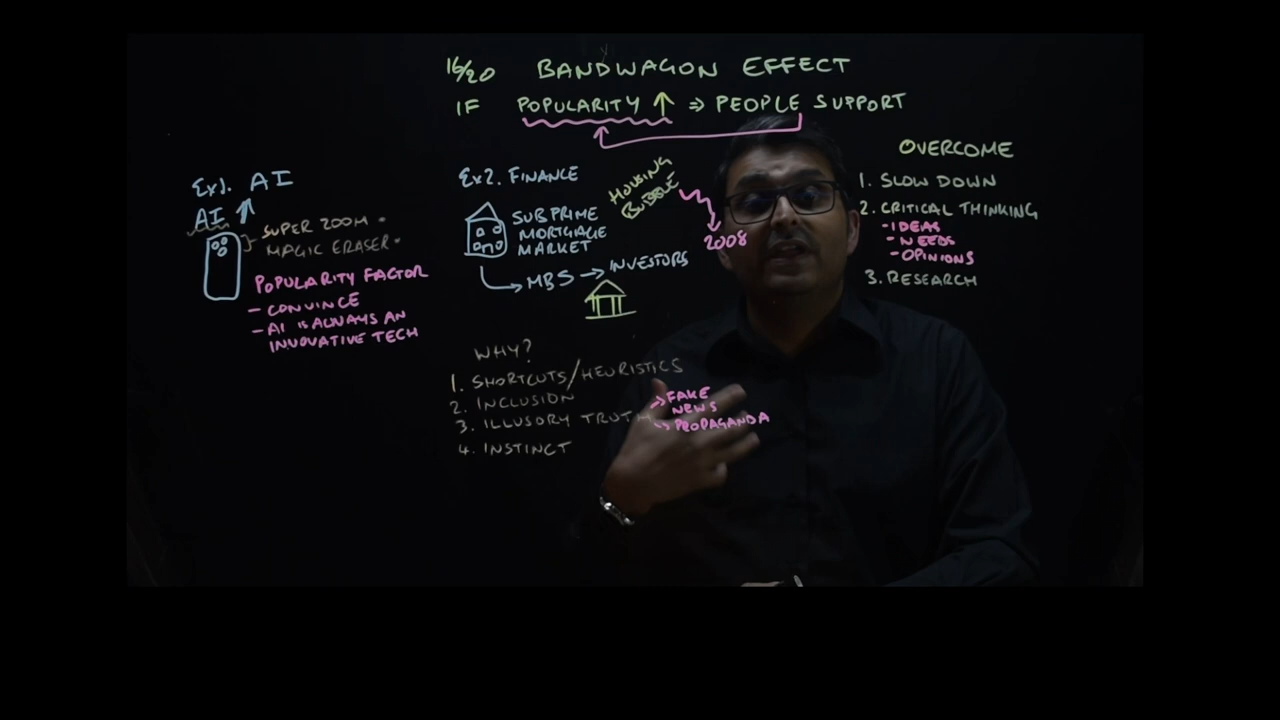 16/20 BANDWAGON EFFECT
IF POPULARITY ↑ ⇒ PEOPLE SUPPORT
Ex1. AI
AI ↑
SUPER ZOOM
MAGIC ERASER
POPULARITY FACTOR
- CONVINCE
- AI IS ALWAYS AN
INNOVATIVE TECH
Ex2. FINANCE
SUBPRIME
MORTGAGE
MARKET
MBS → INVESTORS
HOUSING
BUBBLE
2008
WHY?
1. SHORTCUTS/HEURISTICS
2. INCLUSION
3. ILLUSORY TRUTH
→ FAKE
NEWS
→ PROPAGANDA
4. INSTINCT
OVERCOME
1. SLOW DOWN
2. CRITICAL THINKING
- IDEAS
- NEEDS
- OPINIONS
3. RESEARCH